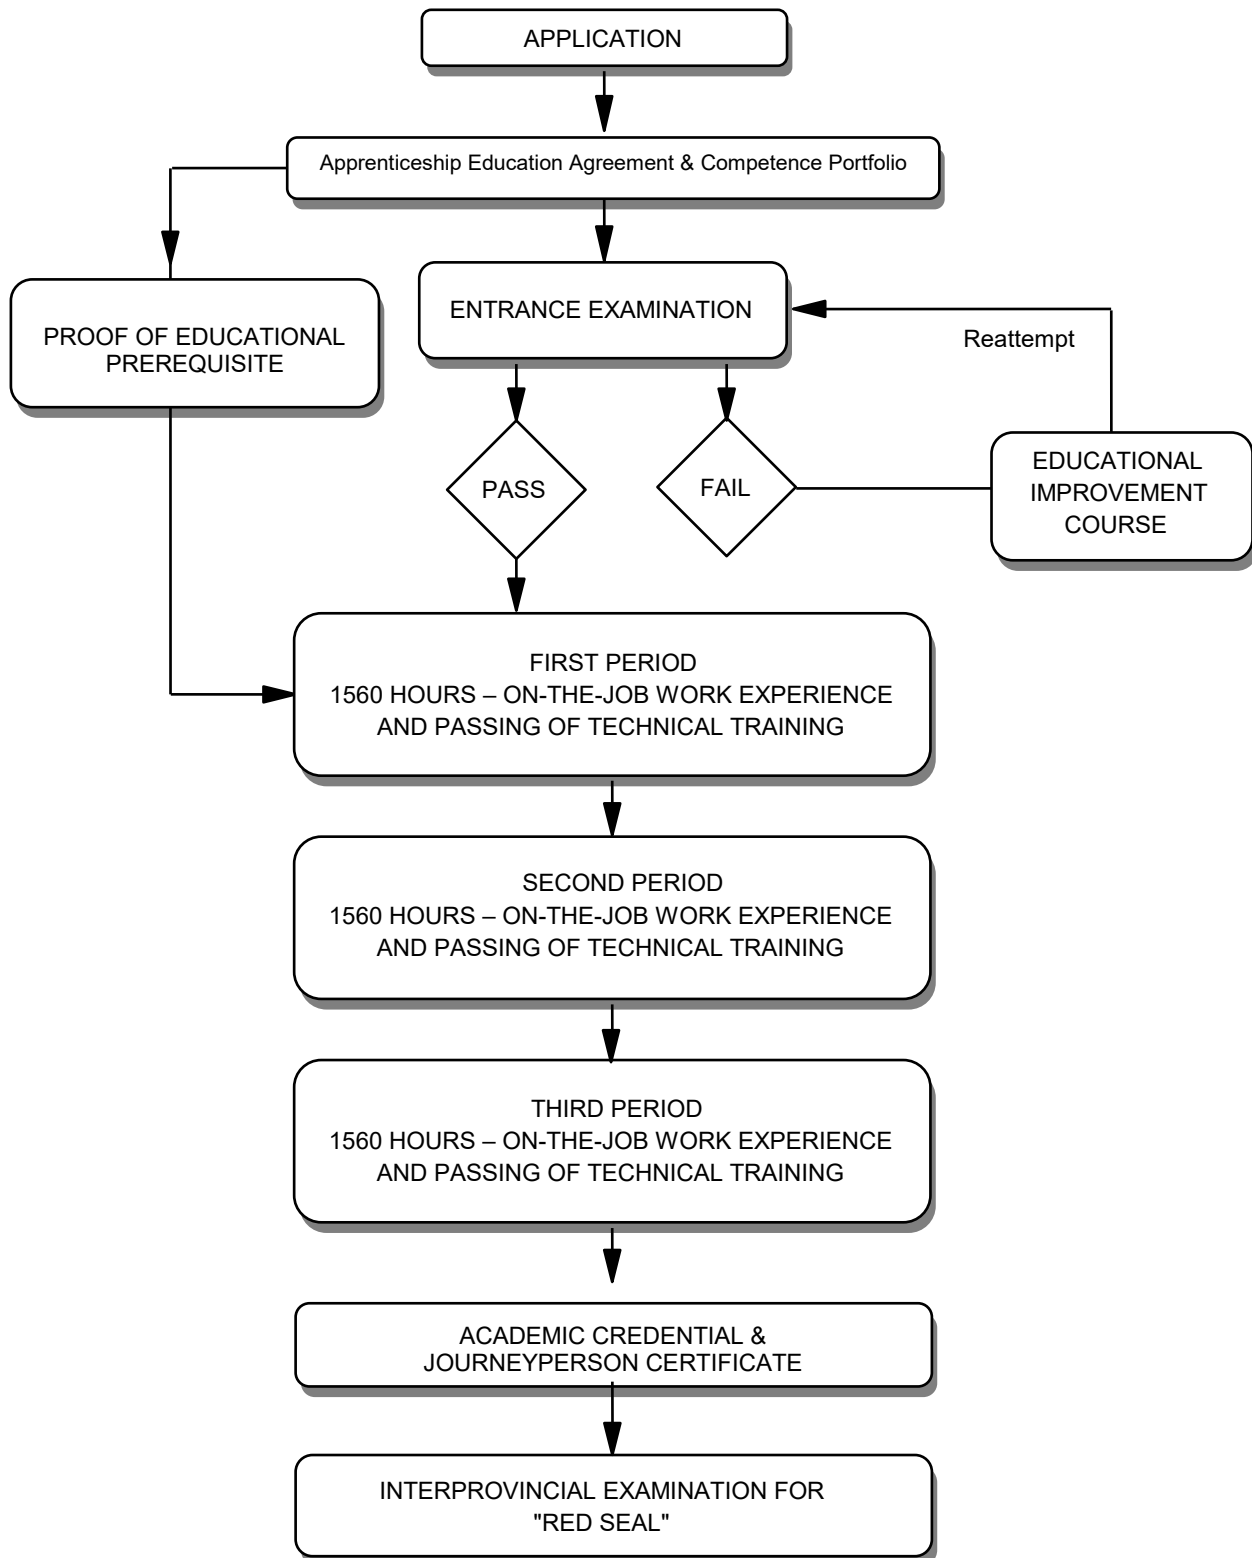 APPLICATION
Apprenticeship Education Agreement & Competence Portfolio
PROOF OF EDUCATIONAL
PREREQUISITE
ENTRANCE EXAMINATION
Reattempt
PASS
FAIL
EDUCATIONAL
IMPROVEMENT
COURSE
FIRST PERIOD
1560 HOURS – ON-THE-JOB WORK EXPERIENCE
AND PASSING OF TECHNICAL TRAINING
SECOND PERIOD
1560 HOURS – ON-THE-JOB WORK EXPERIENCE
AND PASSING OF TECHNICAL TRAINING
THIRD PERIOD
1560 HOURS – ON-THE-JOB WORK EXPERIENCE
AND PASSING OF TECHNICAL TRAINING
ACADEMIC CREDENTIAL &
JOURNEYPERSON CERTIFICATE
INTERPROVINCIAL EXAMINATION FOR
"RED SEAL"